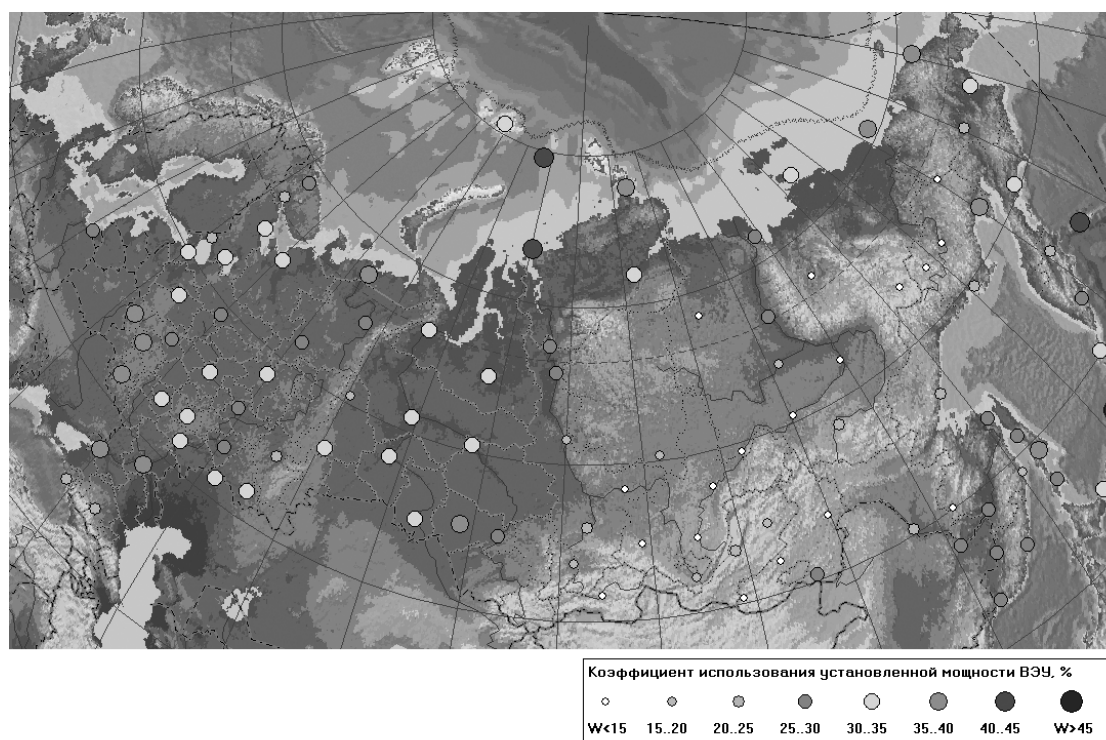 Коэффициент использования установленной мощности ВЭУ, %
W<15 15..20 20..25 25..30 30..35 35..40 40..45 W>45